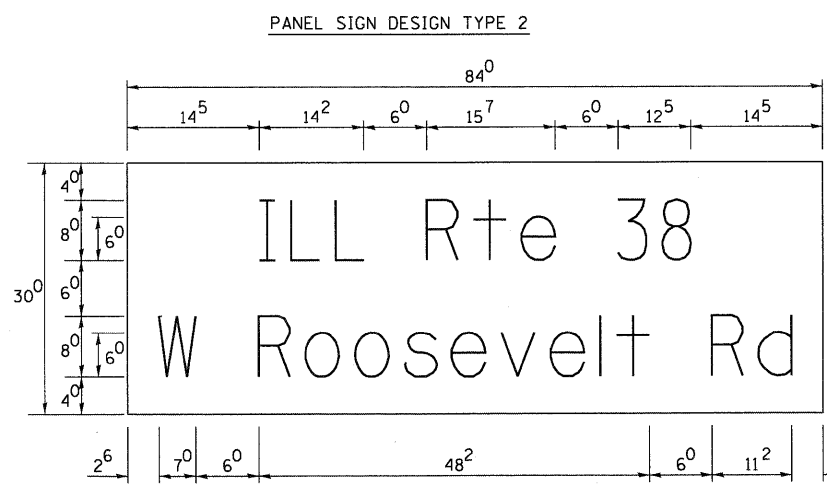 PANEL SIGN DESIGN TYPE 2
84⁰
14⁵ 14² 6⁰ 15⁷ 6⁰ 12⁵ 14⁵
4⁰
8⁰ 6⁰
ILL Rte 38
30⁰ 6⁰
8⁰ 6⁰
W Roosevelt Rd
4⁰
2⁶ 7⁰ 6⁰ 48² 6⁰ 11²